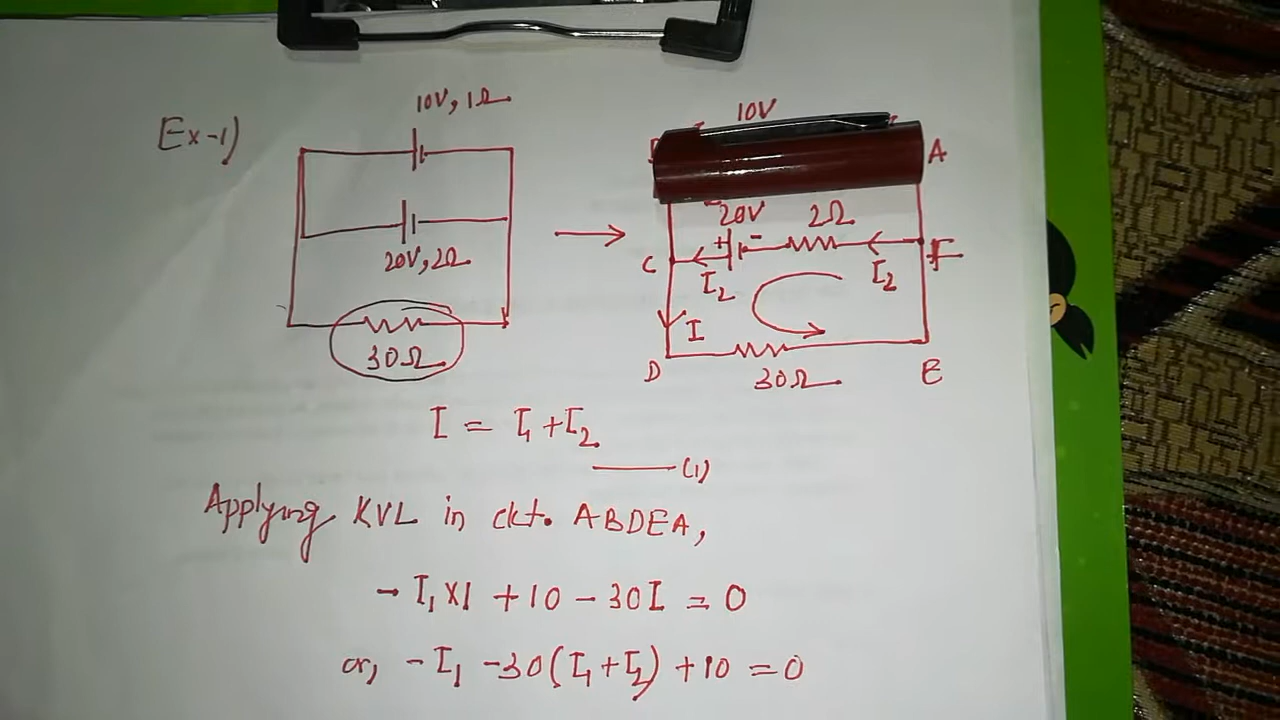 Ex-1)
10V, 1Ω
20V, 2Ω
30Ω
10V
A
20V 2Ω
+ -
C I₂ I₂ F
I
D 30Ω E
I = I₁ + I₂ —— (1)
Applying KVL in ckt. ABDEA,
- I₁ X 1 + 10 - 30I = 0
or, - I₁ - 30(I₁ + I₂) + 10 = 0